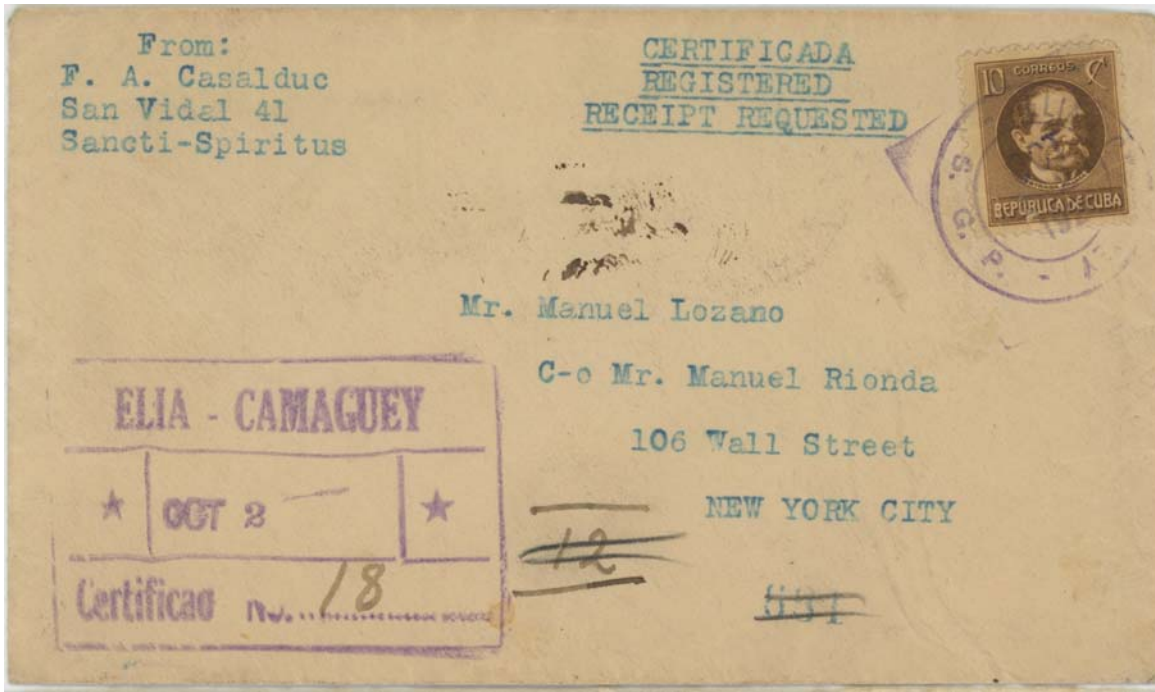 From:
F. A. Casalduc
San Vidal 41
Sancti-Spiritus
CERTIFICADA
REGISTERED
RECEIPT REQUESTED
10 CORREOS C
REPUBLICA DE CUBA
S. G. P. - Y
Mr. Manuel Lozano
C-o Mr. Manuel Rionda
106 Wall Street
NEW YORK CITY
ELIA - CAMAGUEY
OCT 2
Certificao No. 18
12